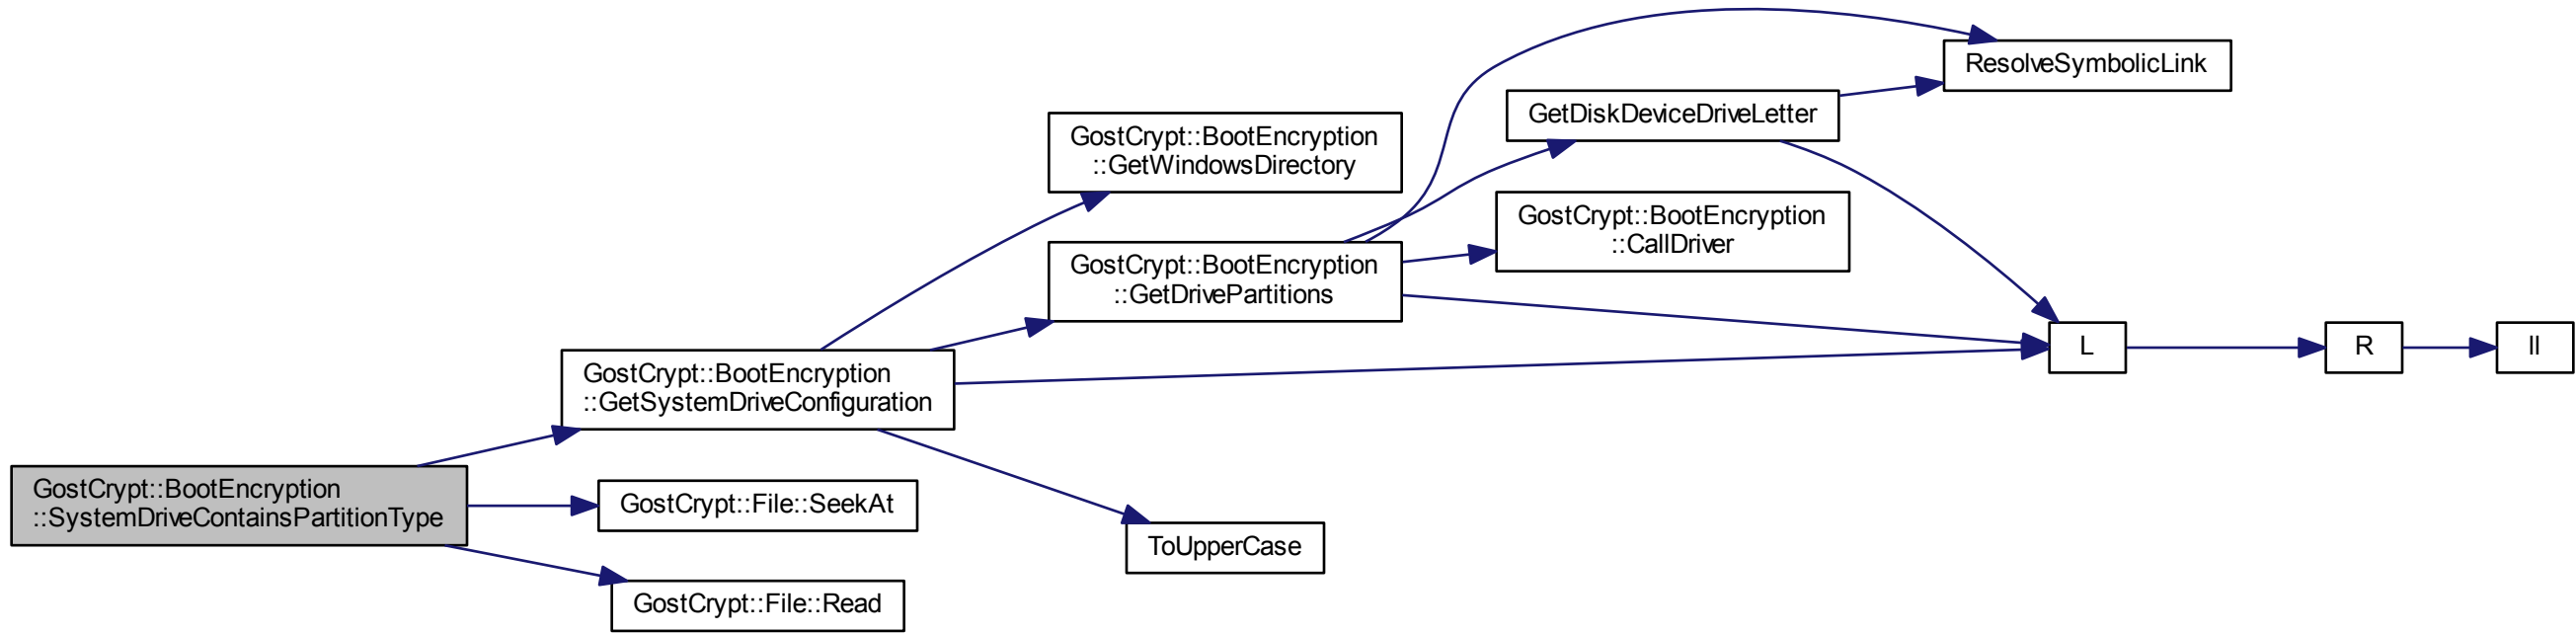 ResolveSymbolicLink
GetDiskDeviceDriveLetter
GostCrypt::BootEncryption
::GetWindowsDirectory
GostCrypt::BootEncryption
::CallDriver
GostCrypt::BootEncryption
::GetDrivePartitions
L
R
ll
GostCrypt::BootEncryption
::GetSystemDriveConfiguration
GostCrypt::BootEncryption
::SystemDriveContainsPartitionType
GostCrypt::File::SeekAt
ToUpperCase
GostCrypt::File::Read